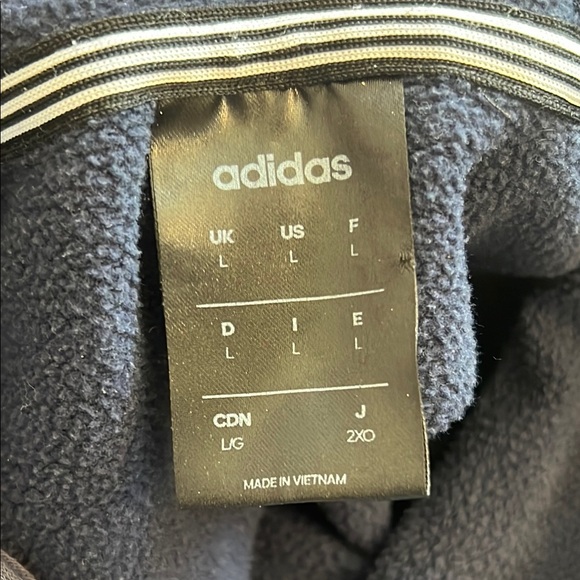 adidas
UK US F
L L L
D I E
L L L
CDN J
L/G 2XO
MADE IN VIETNAM